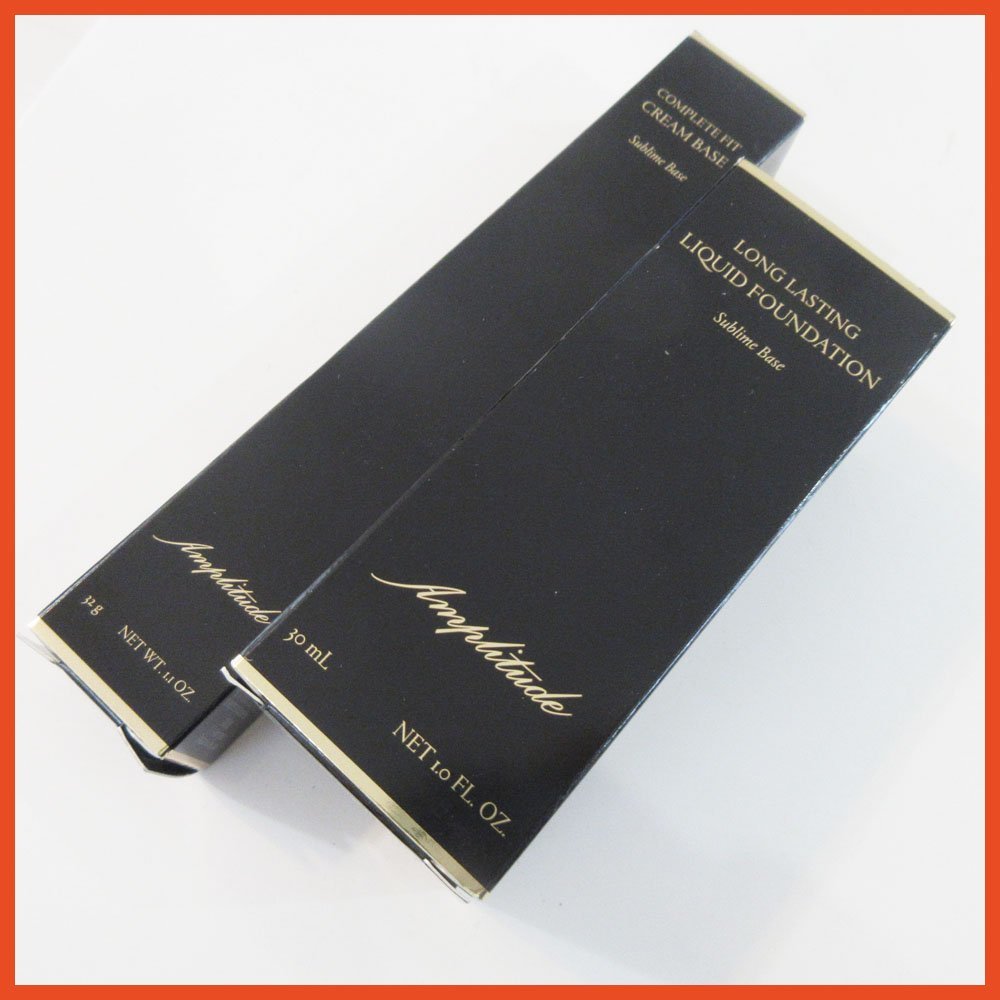 COMPLETE FIT
CREAM BASE
Sublime Base
Amplitude
32 g
NET WT. 1.1 OZ.
LONG LASTING
LIQUID FOUNDATION
Sublime Base
Amplitude
30 mL
NET 1.0 FL. OZ.